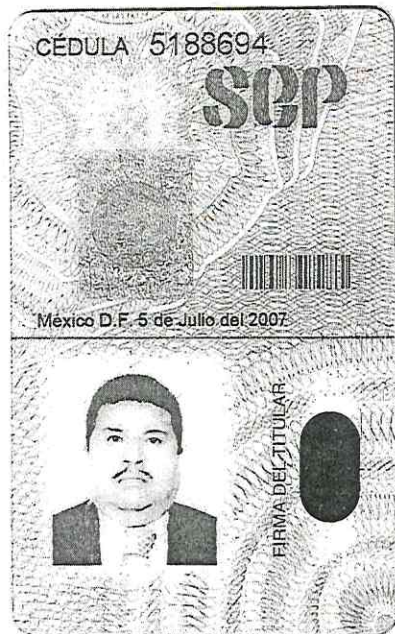 CÉDULA 5188694
SEP
México D.F. 5 de Julio del 2007
FIRMA DEL TITULAR